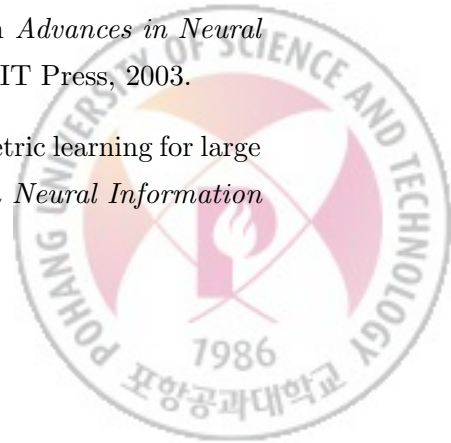 n Advances in Neural
IT Press, 2003.
etric learning for large
Neural Information
POHANG UNIVERSITY OF SCIENCE AND TECHNOLOGY
1986
포항공과대학교